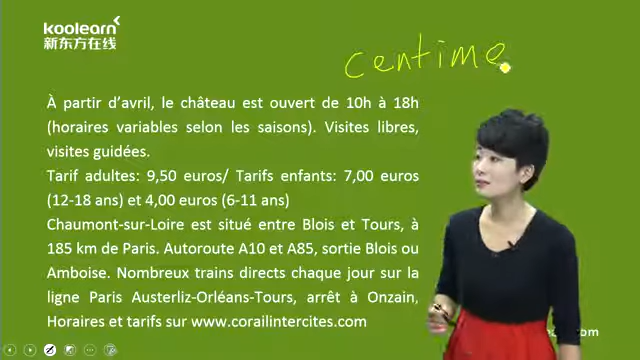 koolearn
新东方在线
centime
À partir d'avril, le château est ouvert de 10h à 18h
(horaires variables selon les saisons). Visites libres,
visites guidées.
Tarif adultes: 9,50 euros/ Tarifs enfants: 7,00 euros
(12-18 ans) et 4,00 euros (6-11 ans)
Chaumont-sur-Loire est situé entre Blois et Tours, à
185 km de Paris. Autoroute A10 et A85, sortie Blois ou
Amboise. Nombreux trains directs chaque jour sur la
ligne Paris Austerliz-Orléans-Tours, arrêt à Onzain,
Horaires et tarifs sur www.corailintercites.com